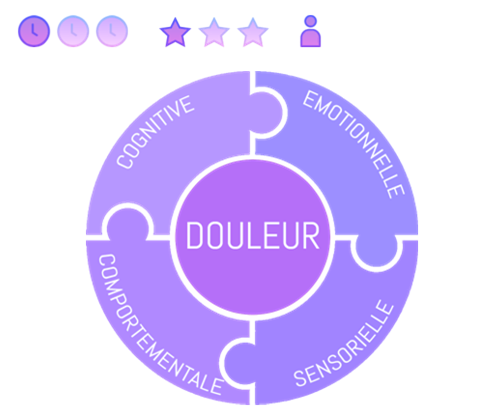 COGNITIVE
EMOTIONNELLE
DOULEUR
COMPORTEMENTALE
SENSORIELLE